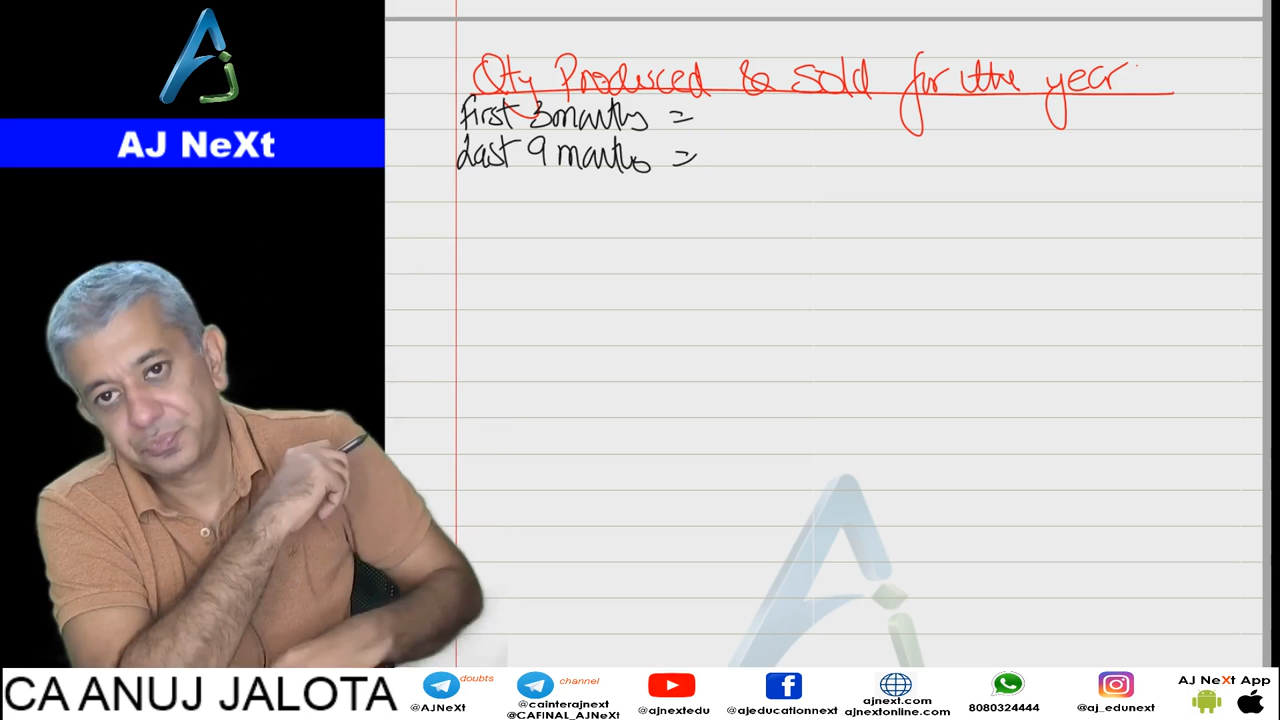 AJ NeXt
Qty Produced & Sold for the year
First 3 months =
Last 9 months =
CA ANUJ JALOTA
doubts
@AJNeXt
channel
@cainterajnext
@CAFINAL_AJNeXt
@ajnextedu
@ajeducationnext
ajnext.com
ajnextonline.com
8080324444
@aj_edunext
AJ NeXt App